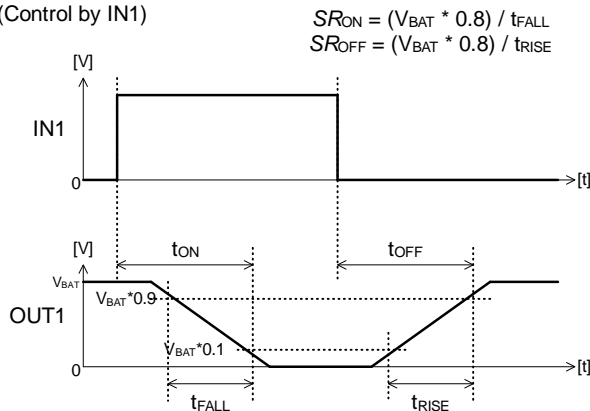 (Control by IN1)
SRON = (VBAT * 0.8) / tFALL
SROFF = (VBAT * 0.8) / tRISE
[V]
IN1
0
[t]
[V]
tON
tOFF
VBAT
VBAT*0.9
OUT1
VBAT*0.1
0
[t]
tFALL
tRISE